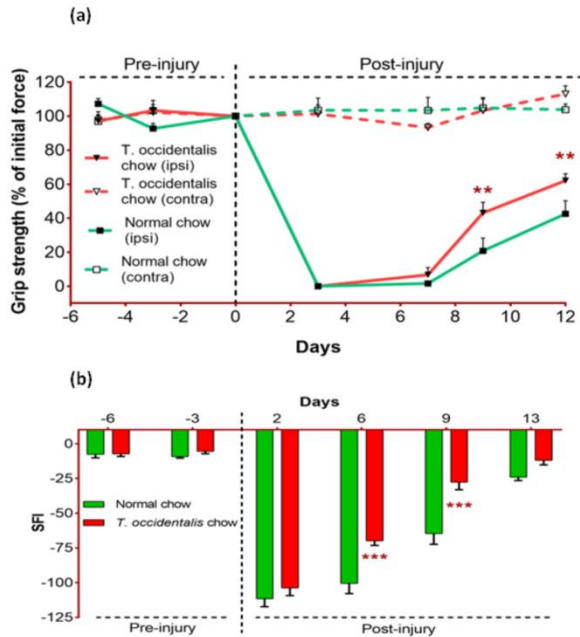 (a)
Pre-injury
Post-injury
120
100
80
60
40
20
0
Grip strength (% of initial force)
T. occidentalis
chow (ipsi)
T. occidentalis
chow (contra)
Normal chow
(ipsi)
Normal chow
(contra)
**
**
-6
-4
-2
0
2
4
6
8
10
12
Days
(b)
Days
-6
-3
2
6
9
13
0
-25
-50
-75
-100
-125
SFI
Normal chow
T. occidentalis chow
***
***
Pre-injury
Post-injury